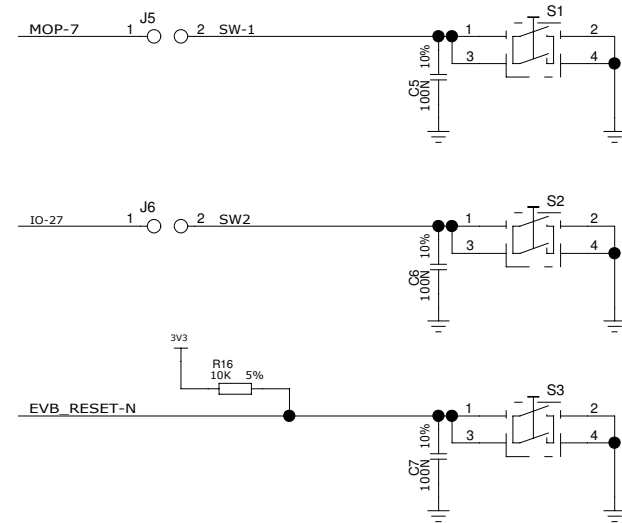 J5
S1
MOP-7 1 2 SW-1 1 2
3 4
C5
100N
10%
J6
S2
IO-27 1 2 SW2 1 2
3 4
C6
100N
10%
3V3
R16
10K 5%
S3
EVB_RESET-N 1 2
3 4
C7
100N
10%